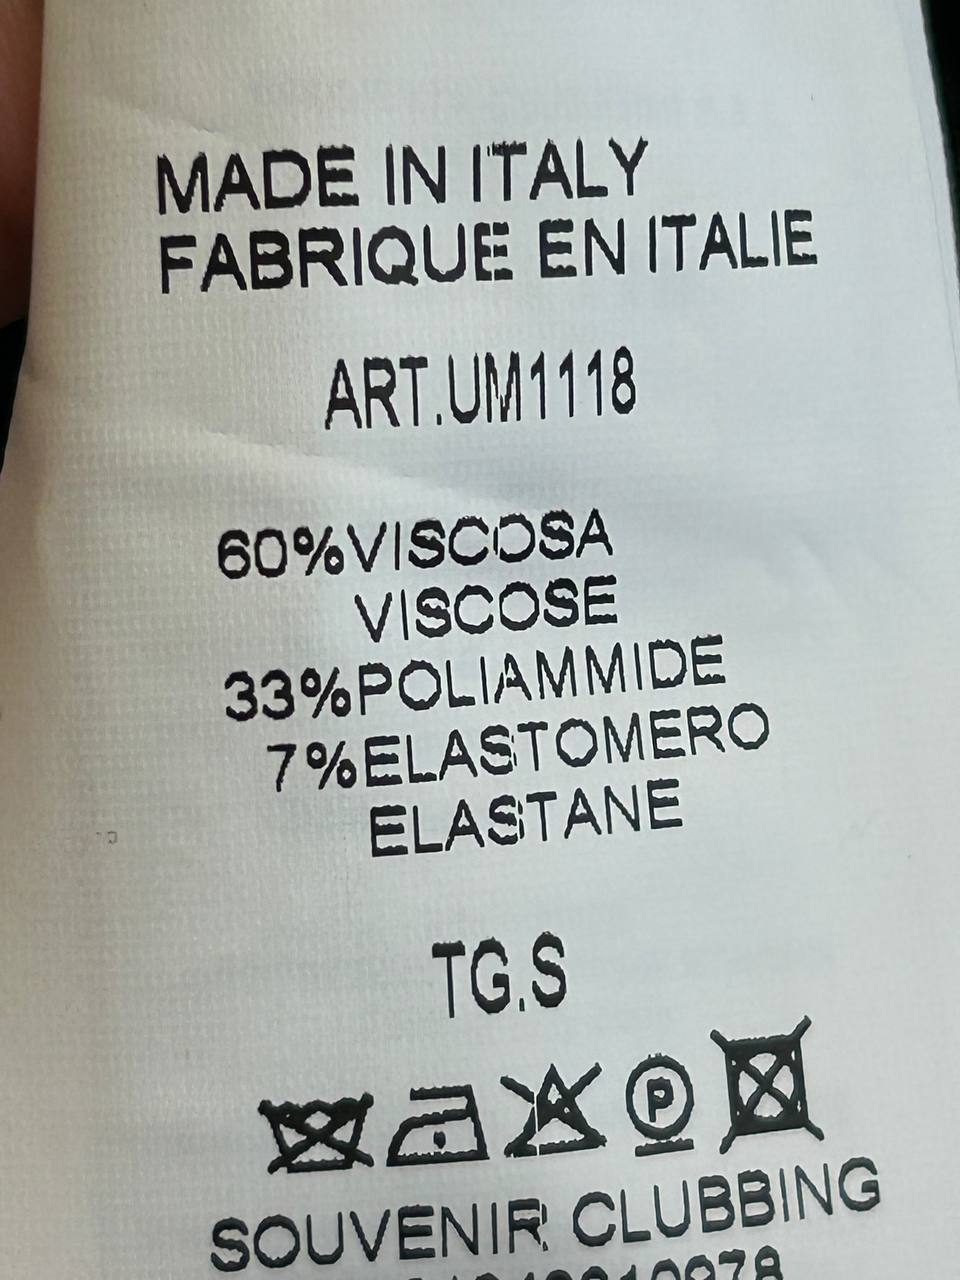 MADE IN ITALY
FABRIQUE EN ITALIE
ART.UM1118
60%VISCOSA
VISCOSE
33%POLIAMMIDE
7%ELASTOMERO
ELASTANE
TG.S
P
SOUVENIR CLUBBING